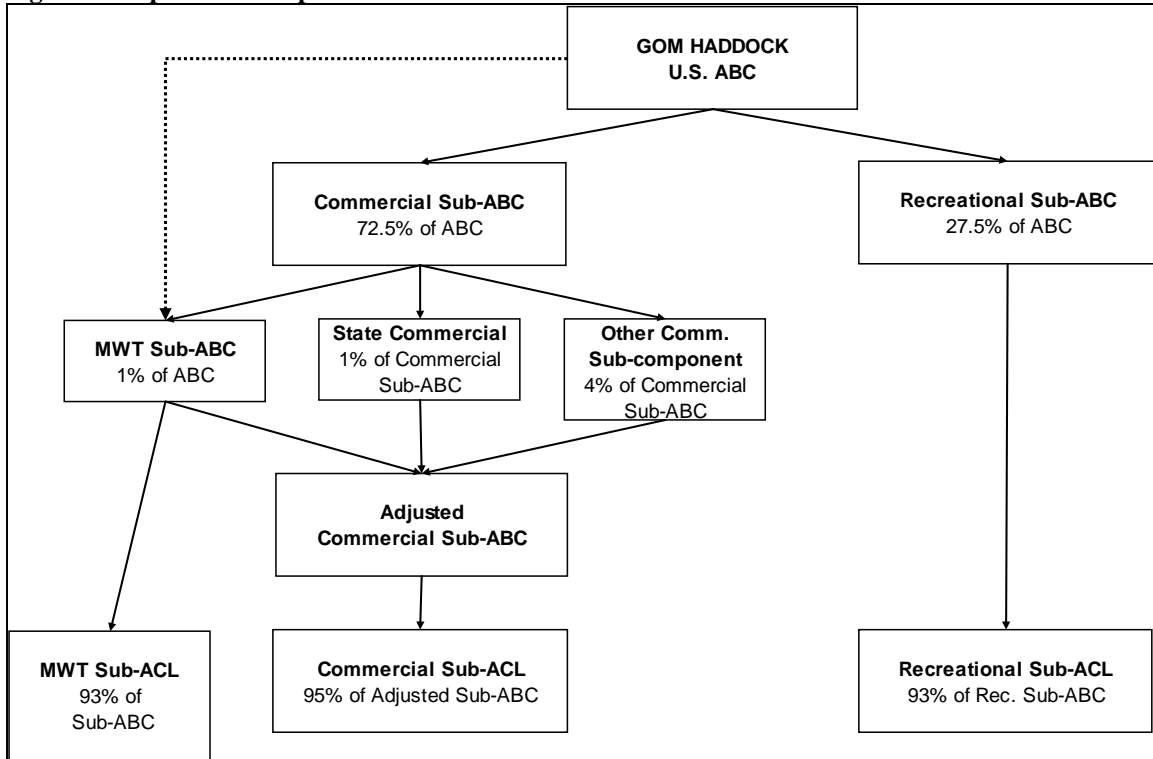 GOM HADDOCK
U.S. ABC
Commercial Sub-ABC
72.5% of ABC
Recreational Sub-ABC
27.5% of ABC
MWT Sub-ABC
1% of ABC
State Commercial
1% of Commercial
Sub-ABC
Other Comm.
Sub-component
4% of Commercial
Sub-ABC
Adjusted
Commercial Sub-ABC
MWT Sub-ACL
93% of
Sub-ABC
Commercial Sub-ACL
95% of Adjusted Sub-ABC
Recreational Sub-ACL
93% of Rec. Sub-ABC